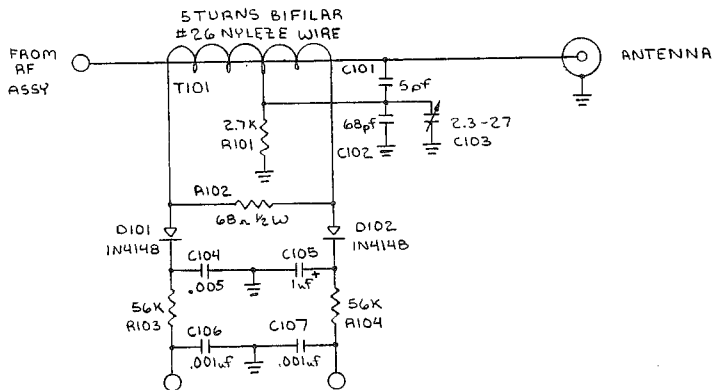 5 TURNS BIFILAR
#26 NYLEZE WIRE
FROM
RF
ASSY
T101
C101
5pf
ANTENNA
2.7K
R101
68pf
C102
2.3-27
C103
R102
68Ω ½W
D101
1N4148
D102
1N4148
C104
.005
C105
1uf +
56K
R103
56K
R104
C106
.001uf
C107
.001uf